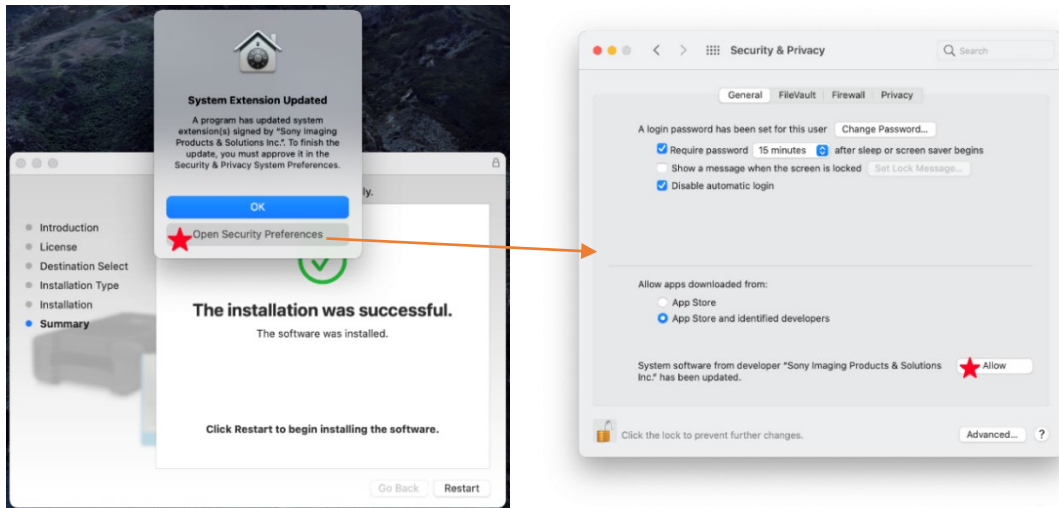 System Extension Updated
A program has updated system
extension(s) signed by "Sony Imaging
Products & Solutions Inc.". To finish the
update, you must approve it in the
Security & Privacy System Preferences.
OK
Open Security Preferences
ly.
Introduction
License
Destination Select
Installation Type
Installation
Summary
The installation was successful.
The software was installed.
Click Restart to begin installing the software.
Go Back
Restart
Security & Privacy
Search
General
FileVault
Firewall
Privacy
A login password has been set for this user
Change Password...
Require password
15 minutes
after sleep or screen saver begins
Show a message when the screen is locked
Set Lock Message...
Disable automatic login
Allow apps downloaded from:
App Store
App Store and identified developers
System software from developer "Sony Imaging Products & Solutions
Inc." has been updated.
Allow
Click the lock to prevent further changes.
Advanced...
?